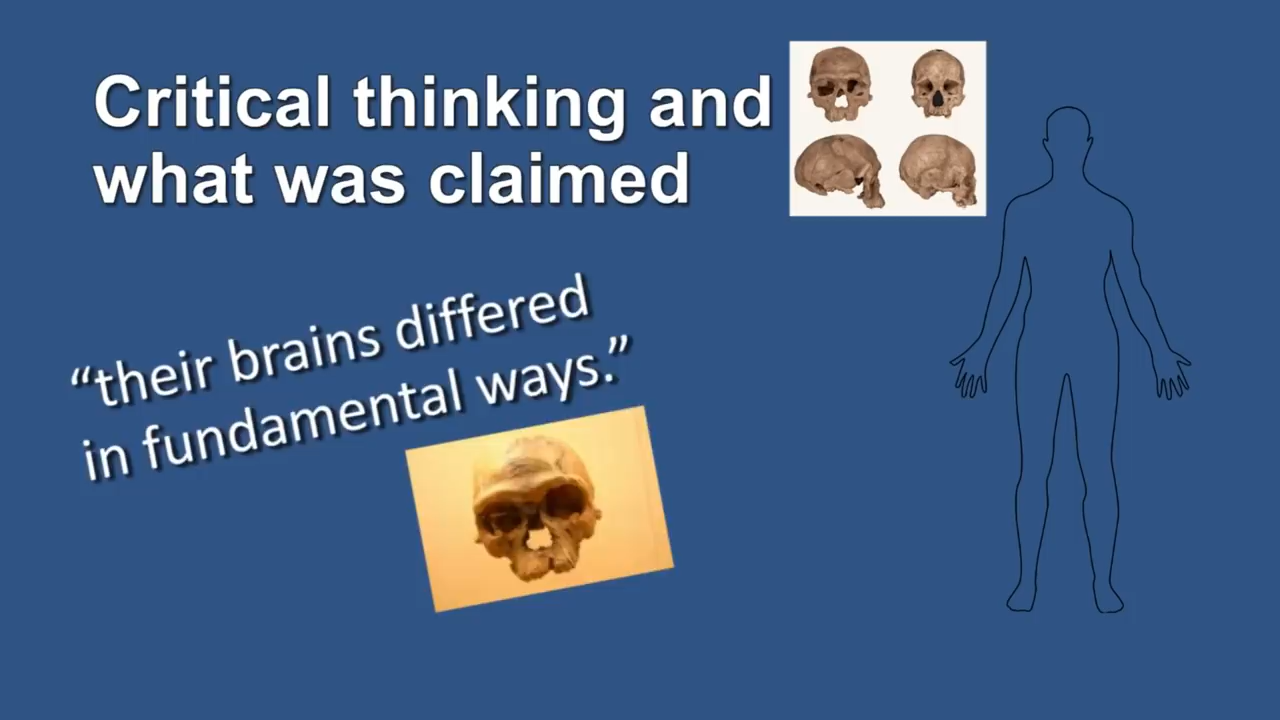 Critical thinking and
what was claimed
“their brains differed
in fundamental ways.”